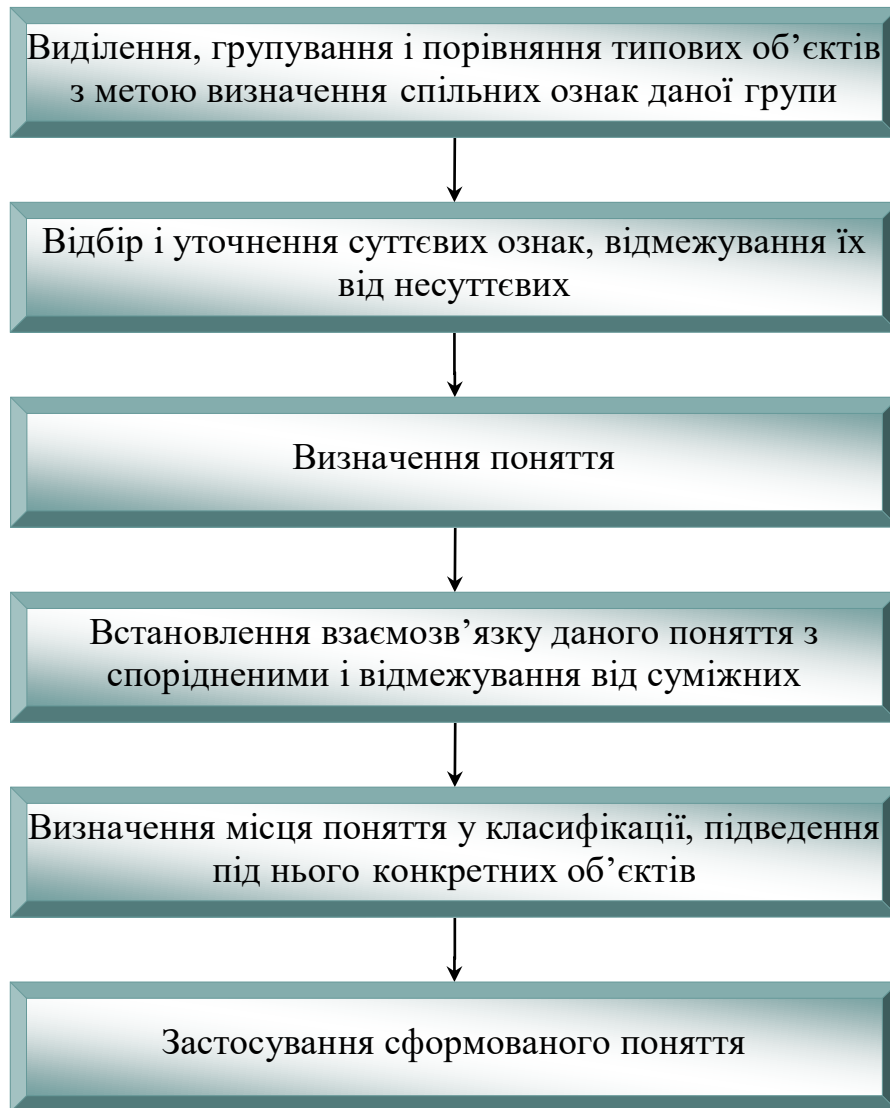 Виділення, групування і порівняння типових об’єктів
з метою визначення спільних ознак даної групи
Відбір і уточнення суттєвих ознак, відмежування їх
від несуттєвих
Визначення поняття
Встановлення взаємозв’язку даного поняття з
спорідненими і відмежування від суміжних
Визначення місця поняття у класифікації, підведення
під нього конкретних об’єктів
Застосування сформованого поняття